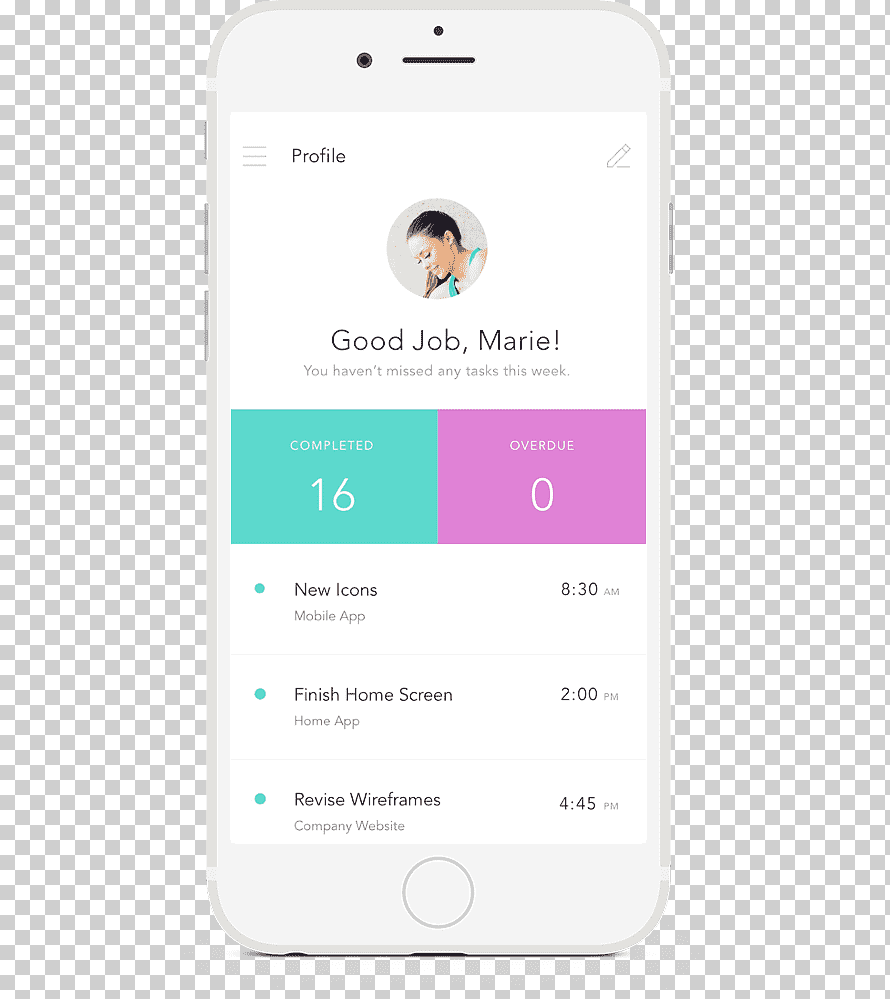 Profile
Good Job, Marie!
You haven't missed any tasks this week.
COMPLETED OVERDUE
16 0
New Icons 8:30 AM
Mobile App
Finish Home Screen 2:00 PM
Home App
Revise Wireframes 4:45 PM
Company Website